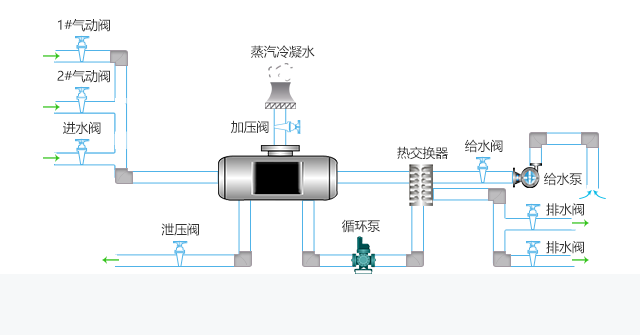 1#气动阀
蒸汽冷凝水
2#气动阀
进水阀
加压阀
热交换器
给水阀
给水泵
排水阀
泄压阀
循环泵
排水阀